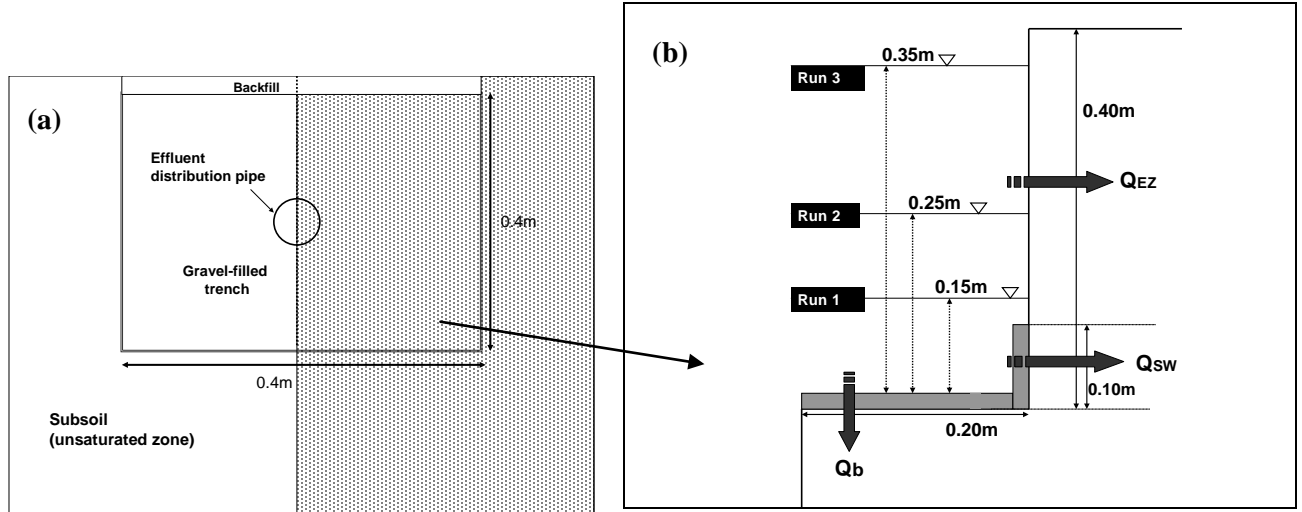 (a)
Backfill
Effluent
distribution pipe
0.4m
Gravel-filled
trench
0.4m
Subsoil
(unsaturated zone)
(b)
0.35m
Run 3
0.40m
QEZ
0.25m
Run 2
0.15m
Run 1
QSW
0.10m
0.20m
Qb